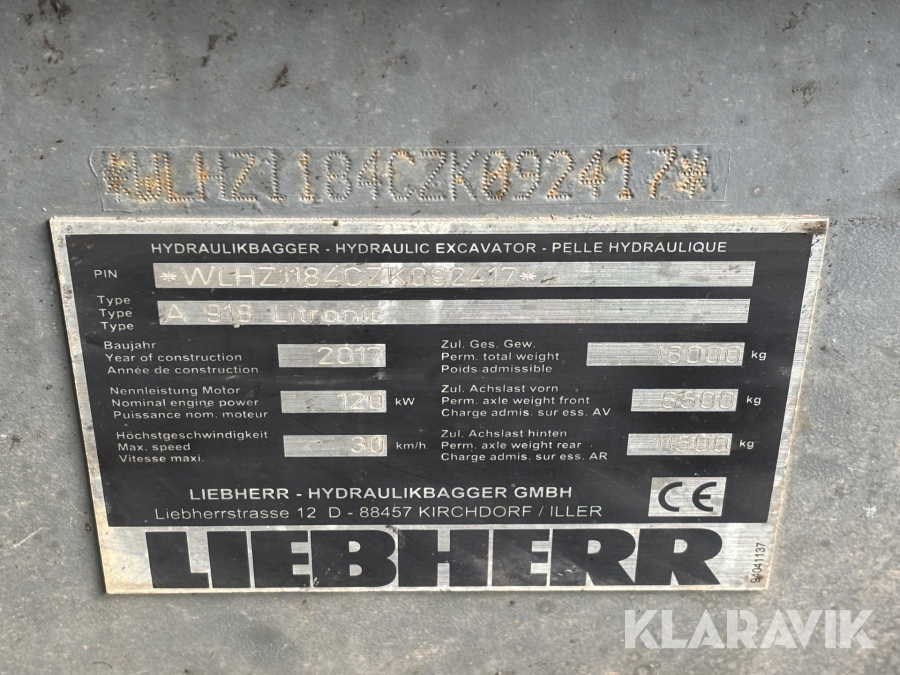 *WLHZ1184CZK092417*
HYDRAULIKBAGGER - HYDRAULIC EXCAVATOR - PELLE HYDRAULIQUE
PIN *WLHZ1184CZK092417*
Type
Type A 918 Litronic
Type
Baujahr
Year of construction 2017
Année de construction
Zul. Ges. Gew.
Perm. total weight 18000 kg
Poids admissible
Nennleistung Motor
Nominal engine power 120 kW
Puissance nom. moteur
Zul. Achslast vorn
Perm. axle weight front 6500 kg
Charge admis. sur ess. AV
Höchstgeschwindigkeit
Max. speed 30 km/h
Vitesse maxi.
Zul. Achslast hinten
Perm. axle weight rear 11500 kg
Charge admis. sur ess. AR
LIEBHERR - HYDRAULIKBAGGER GMBH
Liebherrstrasse 12 D - 88457 KIRCHDORF / ILLER
CE
LIEBHERR
94041137
KLARAVIK